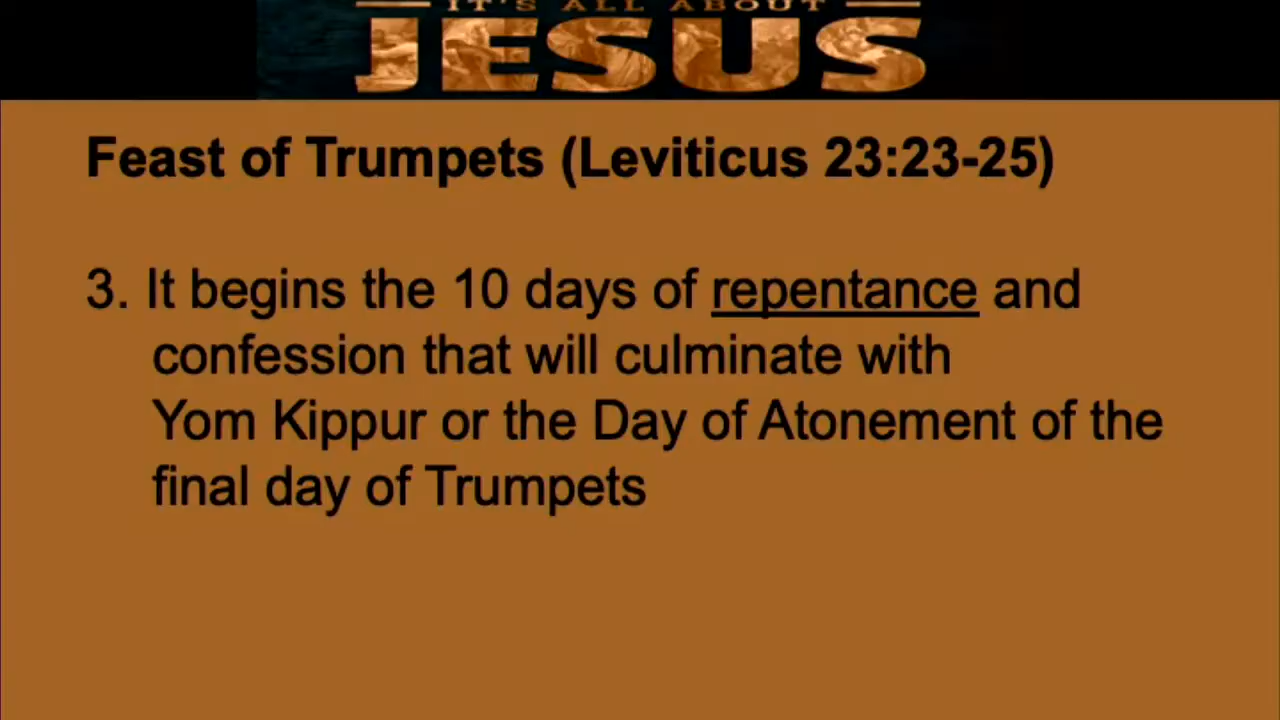 IT'S ALL ABOUT
JESUS
Feast of Trumpets (Leviticus 23:23-25)
3. It begins the 10 days of repentance and
confession that will culminate with
Yom Kippur or the Day of Atonement of the
final day of Trumpets